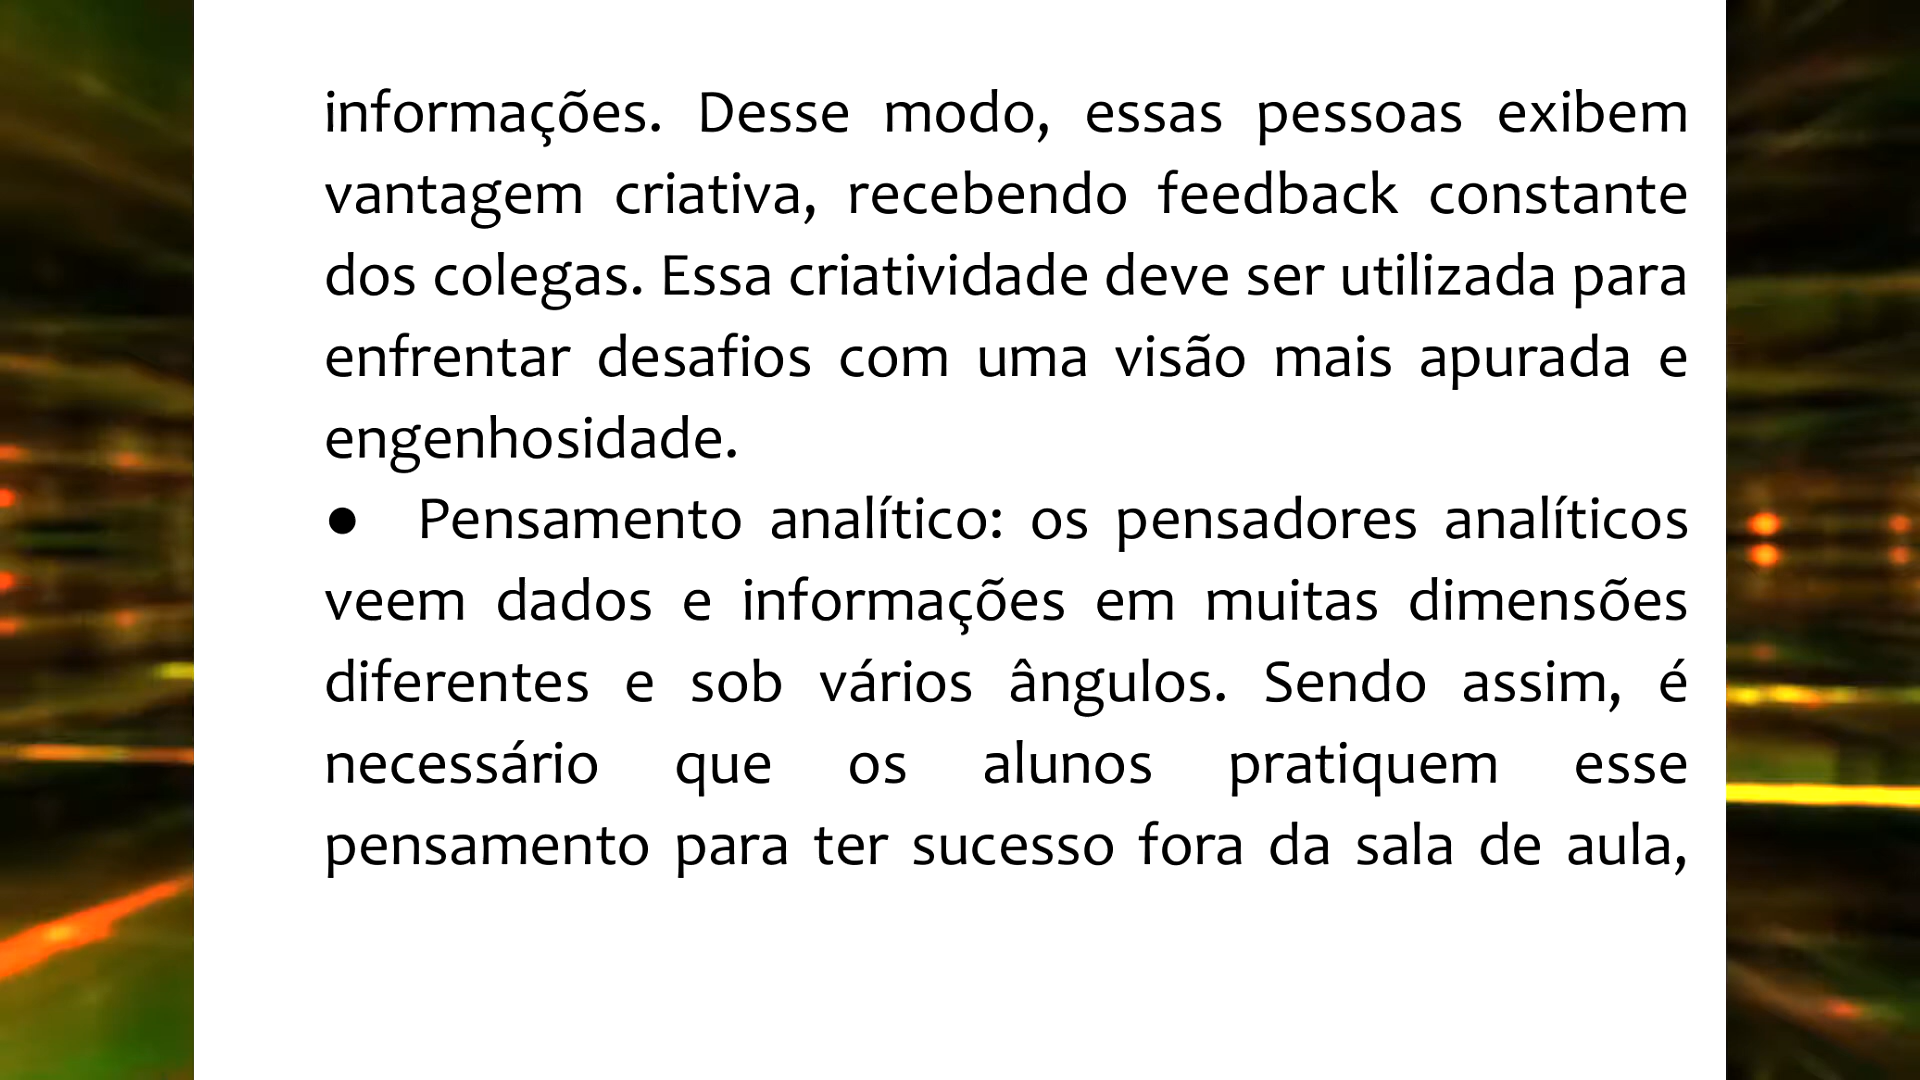 informações. Desse modo, essas pessoas exibem
vantagem criativa, recebendo feedback constante
dos colegas. Essa criatividade deve ser utilizada para
enfrentar desafios com uma visão mais apurada e
engenhosidade.
● Pensamento analítico: os pensadores analíticos
veem dados e informações em muitas dimensões
diferentes e sob vários ângulos. Sendo assim, é
necessário que os alunos pratiquem esse
pensamento para ter sucesso fora da sala de aula,